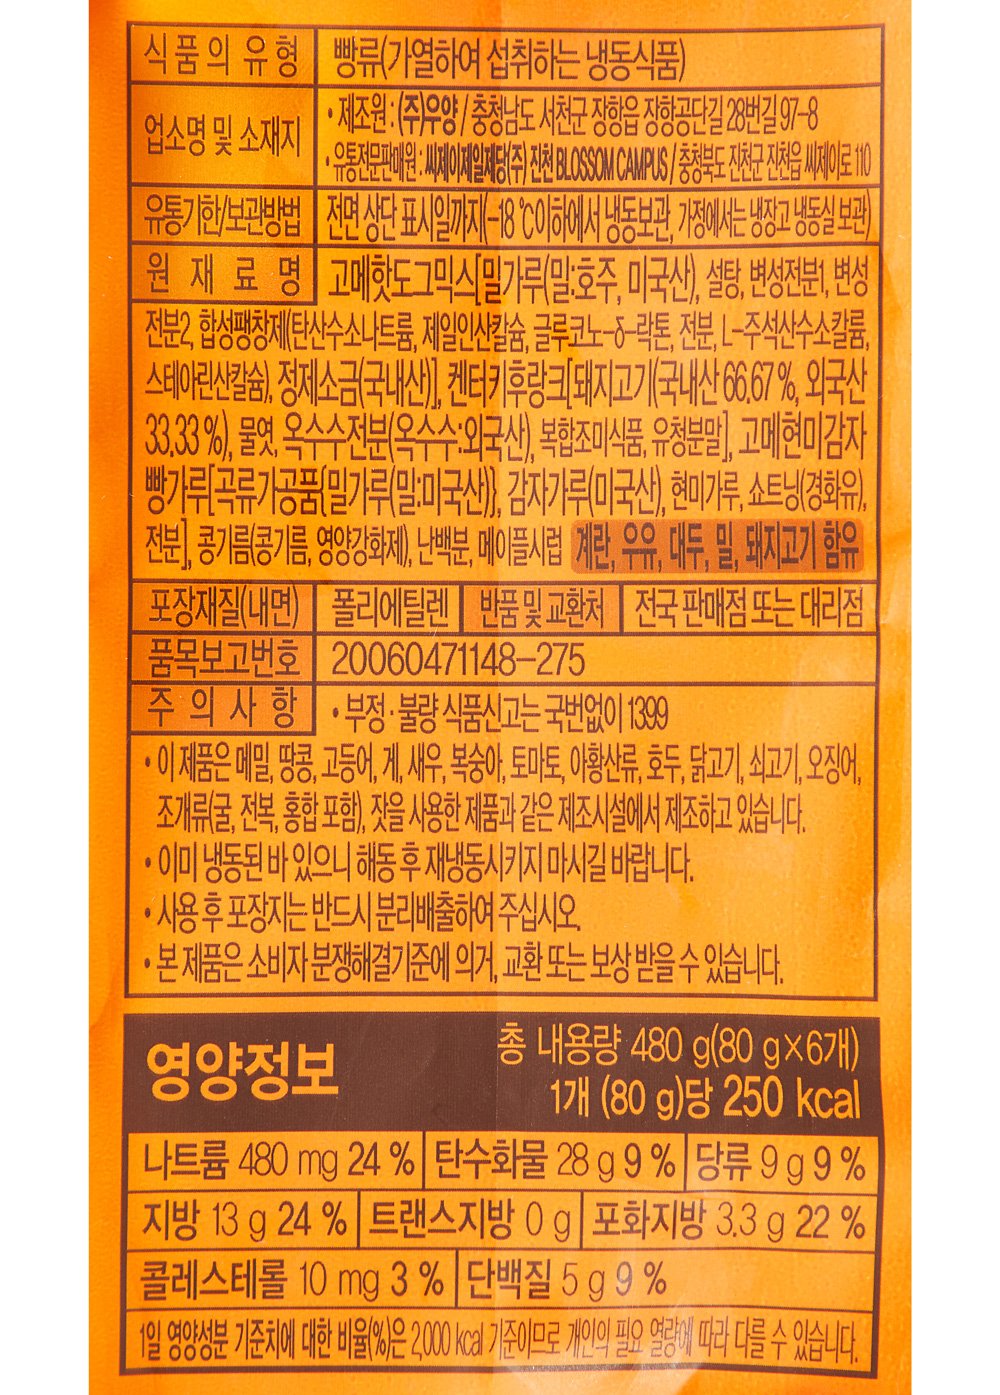 식품의 유형 빵류(가열하여 섭취하는 냉동식품)
업소명 및 소재지 • 제조원 : (주)우양 / 충청남도 서천군 장항읍 장항공단길 28번길 97-8
• 유통전문판매원 : 씨제이제일제당(주) 진천 BLOSSOM CAMPUS / 충청북도 진천군 진천읍 씨제이로 110
유통기한/보관방법 전면 상단 표시일까지(-18 ℃이하에서 냉동보관, 가정에서는 냉장고 냉동실 보관)
원 재 료 명 고메핫도그믹스[밀가루(밀:호주, 미국산), 설탕, 변성전분1, 변성
전분2, 합성팽창제(탄산수소나트륨, 제일인산칼슘, 글루코노-δ-락톤, 전분, L-주석산수소칼륨,
스테아린산칼슘), 정제소금(국내산)], 켄터키후랑크[돼지고기(국내산 66.67 %, 외국산
33.33 %), 물엿, 옥수수전분(옥수수:외국산), 복합조미식품, 유청분말], 고메현미감자
빵가루[곡류가공품{밀가루(밀:미국산)}, 감자가루(미국산), 현미가루, 쇼트닝(경화유),
전분], 콩기름(콩기름, 영양강화제), 난백분, 메이플시럽 계란, 우유, 대두, 밀, 돼지고기 함유
포장재질(내면) 폴리에틸렌 반품 및 교환처 전국 판매점 또는 대리점
품목보고번호 20060471148-275
주 의 사 항 • 부정·불량 식품신고는 국번없이 1399
• 이 제품은 메밀, 땅콩, 고등어, 게, 새우, 복숭아, 토마토, 아황산류, 호두, 닭고기, 쇠고기, 오징어,
조개류(굴, 전복, 홍합 포함), 잣을 사용한 제품과 같은 제조시설에서 제조하고 있습니다.
• 이미 냉동된 바 있으니 해동 후 재냉동시키지 마시길 바랍니다.
• 사용 후 포장지는 반드시 분리배출하여 주십시오.
• 본 제품은 소비자 분쟁해결기준에 의거, 교환 또는 보상 받을 수 있습니다.
영양정보 총 내용량 480 g(80 g×6개)
1개 (80 g)당 250 kcal
나트륨 480 mg 24 % 탄수화물 28 g 9 % 당류 9 g 9 %
지방 13 g 24 % 트랜스지방 0 g 포화지방 3.3 g 22 %
콜레스테롤 10 mg 3 % 단백질 5 g 9 %
1일 영양성분 기준치에 대한 비율(%)은 2,000 kcal 기준이므로 개인의 필요 열량에 따라 다를 수 있습니다.